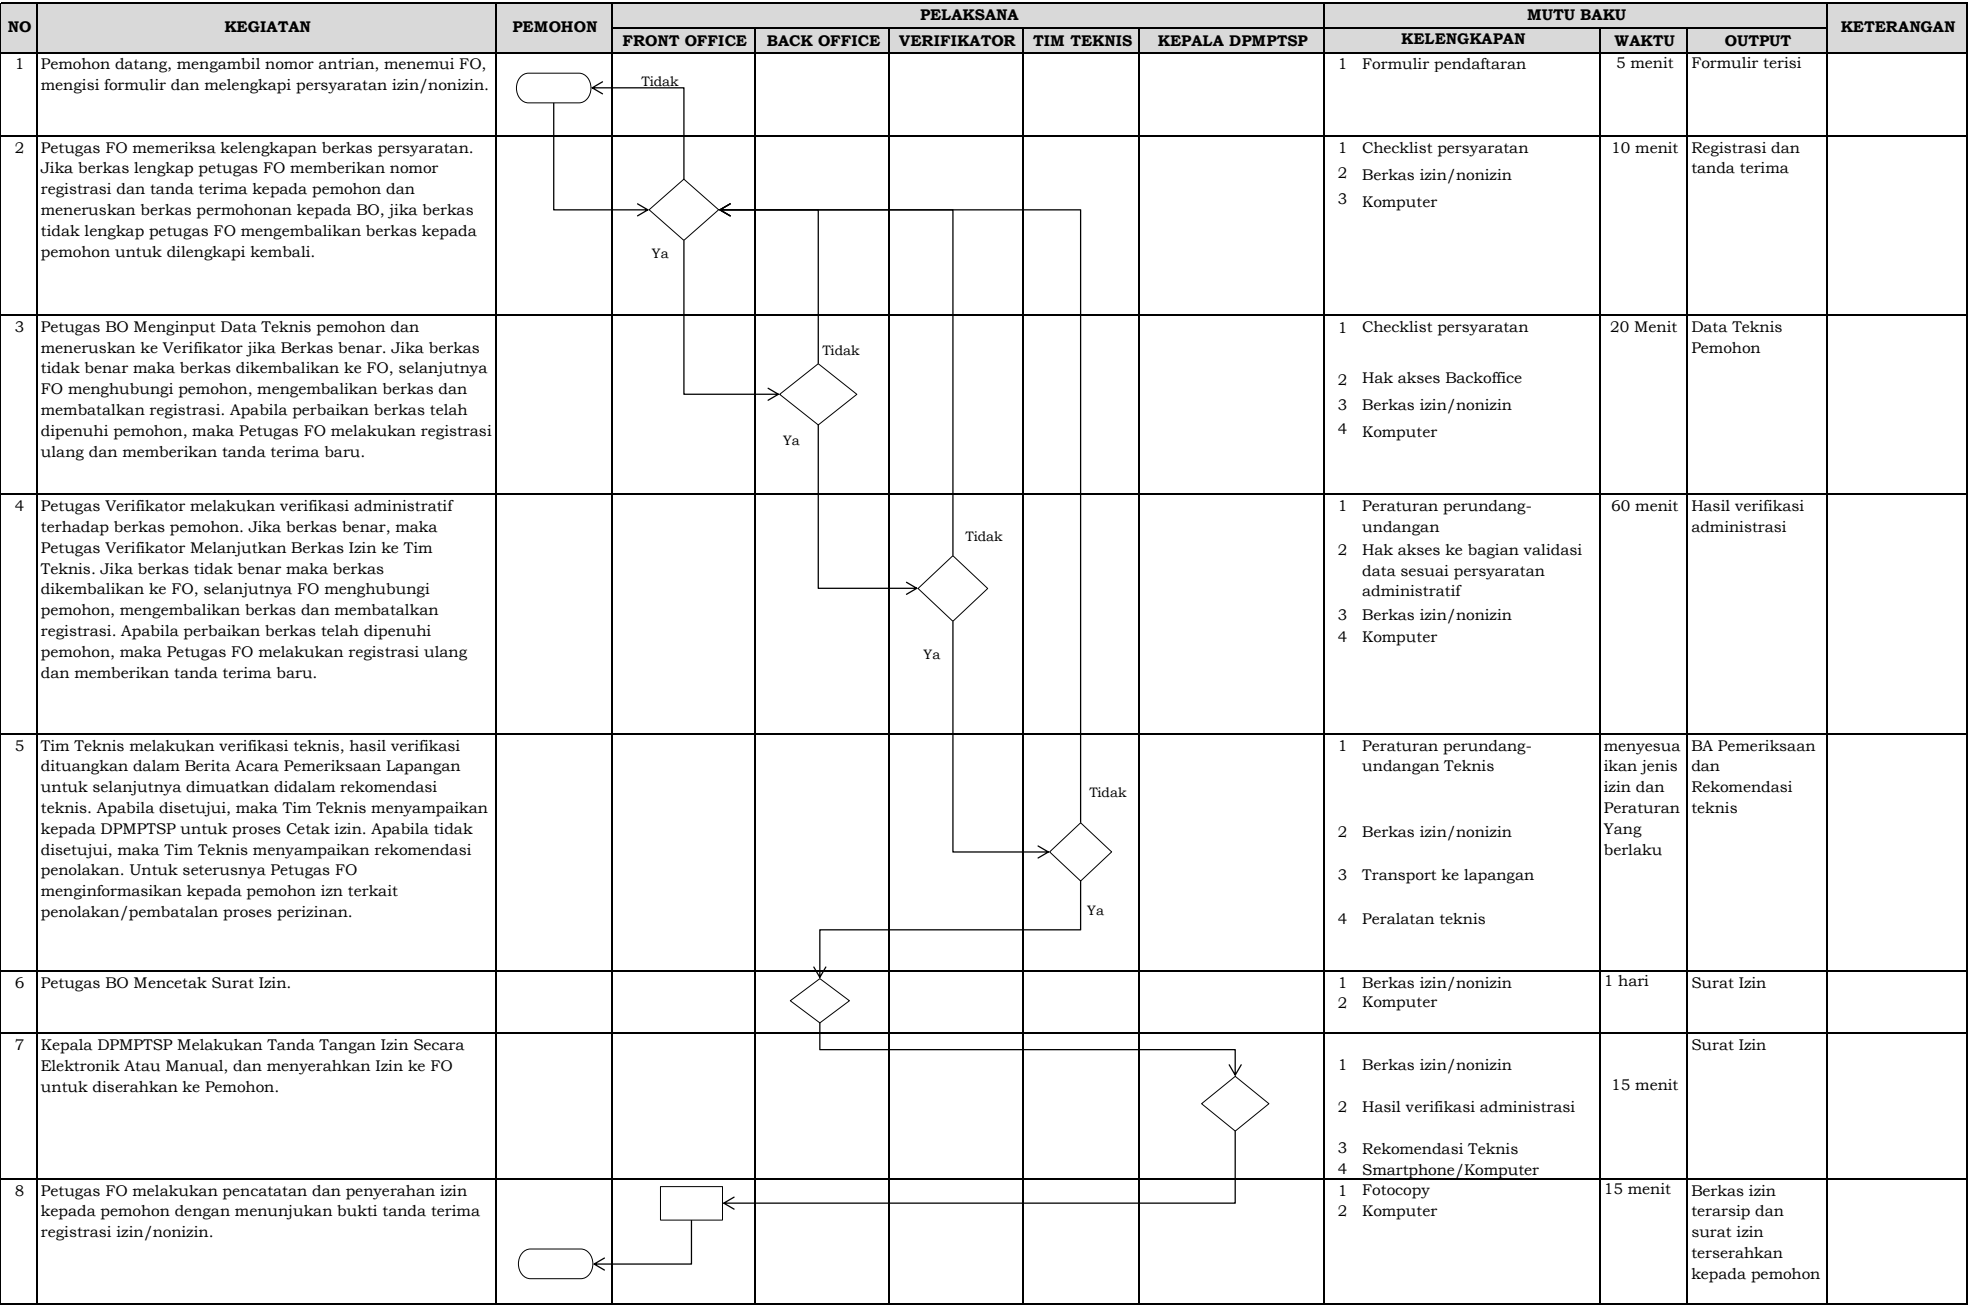 NO
KEGIATAN
PEMOHON
PELAKSANA
MUTU BAKU
KETERANGAN
FRONT OFFICE
BACK OFFICE
VERIFIKATOR
TIM TEKNIS
KEPALA DPMPTSP
KELENGKAPAN
WAKTU
OUTPUT
1
Pemohon datang, mengambil nomor antrian, menemui FO,
mengisi formulir dan melengkapi persyaratan izin/nonizin.
Tidak
1 Formulir pendaftaran
5 menit
Formulir terisi
2
Petugas FO memeriksa kelengkapan berkas persyaratan.
Jika berkas lengkap petugas FO memberikan nomor
registrasi dan tanda terima kepada pemohon dan
meneruskan berkas permohonan kepada BO, jika berkas
tidak lengkap petugas FO mengembalikan berkas kepada
pemohon untuk dilengkapi kembali.
Ya
1 Checklist persyaratan
2 Berkas izin/nonizin
3 Komputer
10 menit
Registrasi dan
tanda terima
3
Petugas BO Menginput Data Teknis pemohon dan
meneruskan ke Verifikator jika Berkas benar. Jika berkas
tidak benar maka berkas dikembalikan ke FO, selanjutnya
FO menghubungi pemohon, mengembalikan berkas dan
membatalkan registrasi. Apabila perbaikan berkas telah
dipenuhi pemohon, maka Petugas FO melakukan registrasi
ulang dan memberikan tanda terima baru.
Tidak
Ya
1 Checklist persyaratan
2 Hak akses Backoffice
3 Berkas izin/nonizin
4 Komputer
20 Menit
Data Teknis
Pemohon
4
Petugas Verifikator melakukan verifikasi administratif
terhadap berkas pemohon. Jika berkas benar, maka
Petugas Verifikator Melanjutkan Berkas Izin ke Tim
Teknis. Jika berkas tidak benar maka berkas
dikembalikan ke FO, selanjutnya FO menghubungi
pemohon, mengembalikan berkas dan membatalkan
registrasi. Apabila perbaikan berkas telah dipenuhi
pemohon, maka Petugas FO melakukan registrasi ulang
dan memberikan tanda terima baru.
Tidak
Ya
1 Peraturan perundang-
undangan
2 Hak akses ke bagian validasi
data sesuai persyaratan
administratif
3 Berkas izin/nonizin
4 Komputer
60 menit
Hasil verifikasi
administrasi
5
Tim Teknis melakukan verifikasi teknis, hasil verifikasi
dituangkan dalam Berita Acara Pemeriksaan Lapangan
untuk selanjutnya dimuatkan didalam rekomendasi
teknis. Apabila disetujui, maka Tim Teknis menyampaikan
kepada DPMPTSP untuk proses Cetak izin. Apabila tidak
disetujui, maka Tim Teknis menyampaikan rekomendasi
penolakan. Untuk seterusnya Petugas FO
menginformasikan kepada pemohon izn terkait
penolakan/pembatalan proses perizinan.
Tidak
Ya
1 Peraturan perundang-
undangan Teknis
2 Berkas izin/nonizin
3 Transport ke lapangan
4 Peralatan teknis
menyesua
ikan jenis
izin dan
Peraturan
Yang
berlaku
BA Pemeriksaan
dan
Rekomendasi
teknis
6
Petugas BO Mencetak Surat Izin.
1 Berkas izin/nonizin
2 Komputer
1 hari
Surat Izin
7
Kepala DPMPTSP Melakukan Tanda Tangan Izin Secara
Elektronik Atau Manual, dan menyerahkan Izin ke FO
untuk diserahkan ke Pemohon.
1 Berkas izin/nonizin
2 Hasil verifikasi administrasi
3 Rekomendasi Teknis
4 Smartphone/Komputer
15 menit
Surat Izin
8
Petugas FO melakukan pencatatan dan penyerahan izin
kepada pemohon dengan menunjukan bukti tanda terima
registrasi izin/nonizin.
1 Fotocopy
2 Komputer
15 menit
Berkas izin
terarsip dan
surat izin
terserahkan
kepada pemohon